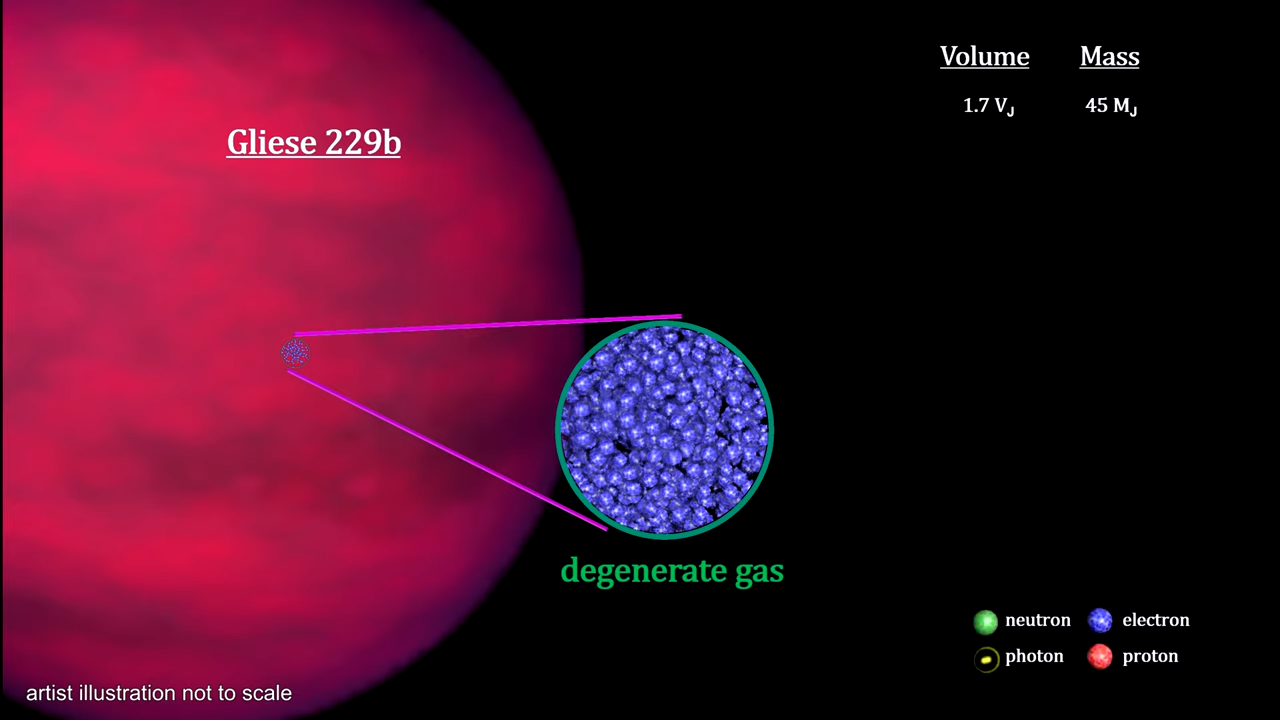 Volume Mass
1.7 VJ 45 MJ
Gliese 229b
degenerate gas
neutron electron
photon proton
artist illustration not to scale